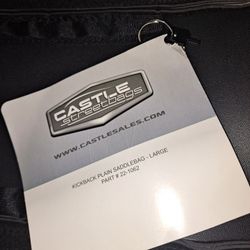 CASTLE
streetbags
WWW.CASTLESALES.COM
KICKBACK PLAIN SADDLEBAG - LARGE
PART # 22-1062